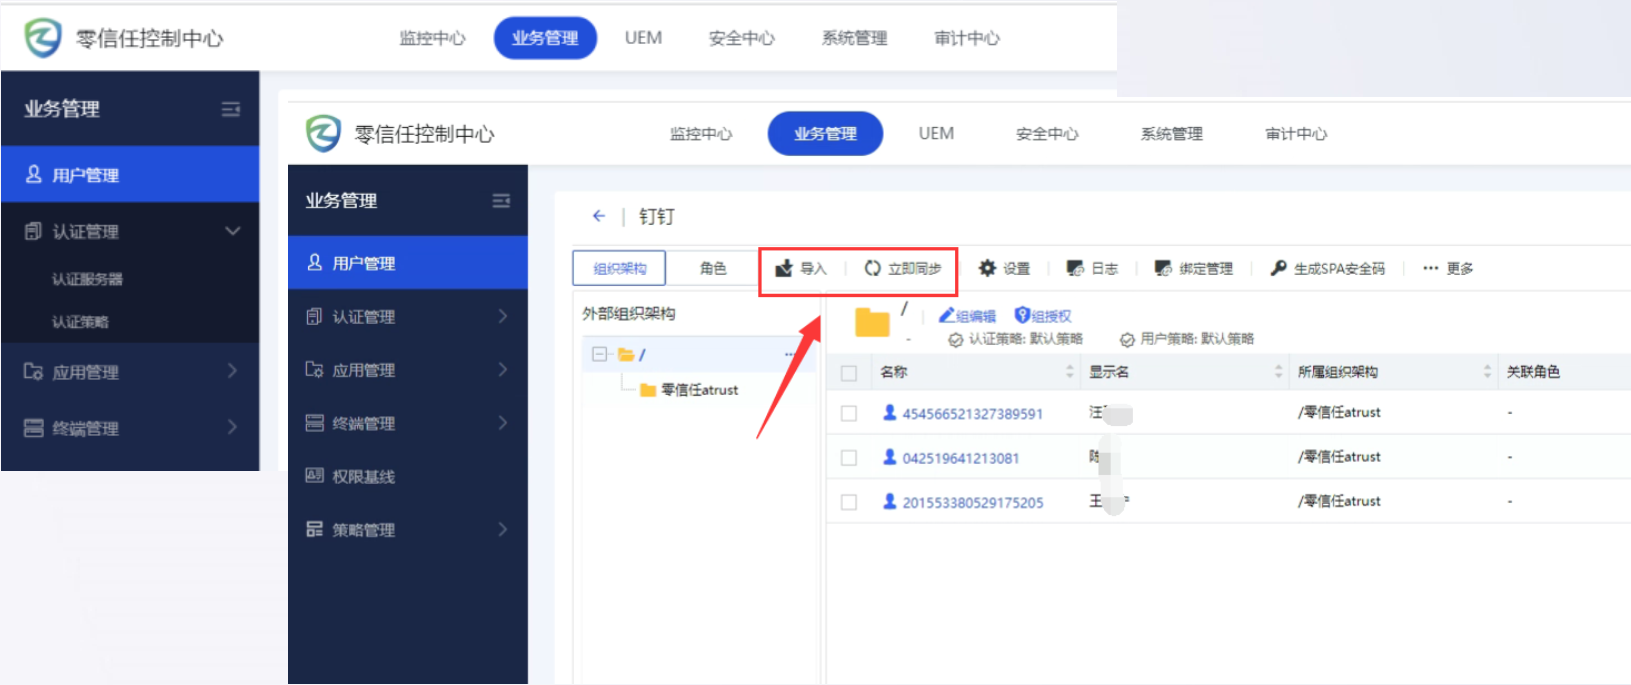 零信任控制中心 监控中心 业务管理 UEM 安全中心 系统管理 审计中心
业务管理
用户管理
认证管理
认证服务器
认证策略
应用管理
终端管理
零信任控制中心 监控中心 业务管理 UEM 安全中心 系统管理 审计中心
业务管理
用户管理
认证管理
应用管理
终端管理
权限基线
策略管理
← | 钉钉
组织架构 角色 导入 立即同步 设置 日志 绑定管理 生成SPA安全码 ··· 更多
外部组织架构
/
零信任atrust
/ 组编辑 组授权
- 认证策略: 默认策略 用户策略: 默认策略
名称 显示名 所属组织架构 关联角色
454566521327389591 汪 /零信任atrust -
042519641213081 /零信任atrust -
201553380529175205 王 /零信任atrust -